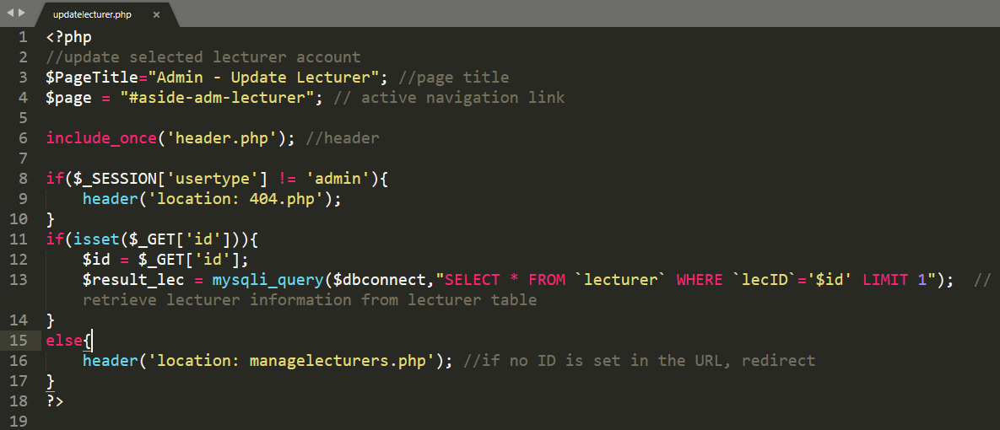 updatelecturer.php ×
1 <?php
2 //update selected lecturer account
3 $PageTitle="Admin - Update Lecturer"; //page title
4 $page = "#aside-adm-lecturer"; // active navigation link
5
6 include_once('header.php'); //header
7
8 if($_SESSION['usertype'] != 'admin'){
9     header('location: 404.php');
10 }
11 if(isset($_GET['id'])){
12     $id = $_GET['id'];
13     $result_lec = mysqli_query($dbconnect,"SELECT * FROM `lecturer` WHERE `lecID`='$id' LIMIT 1");  //
    retrieve lecturer information from lecturer table
14 }
15 else{
16     header('location: managelecturers.php'); //if no ID is set in the URL, redirect
17 }
18 ?>
19